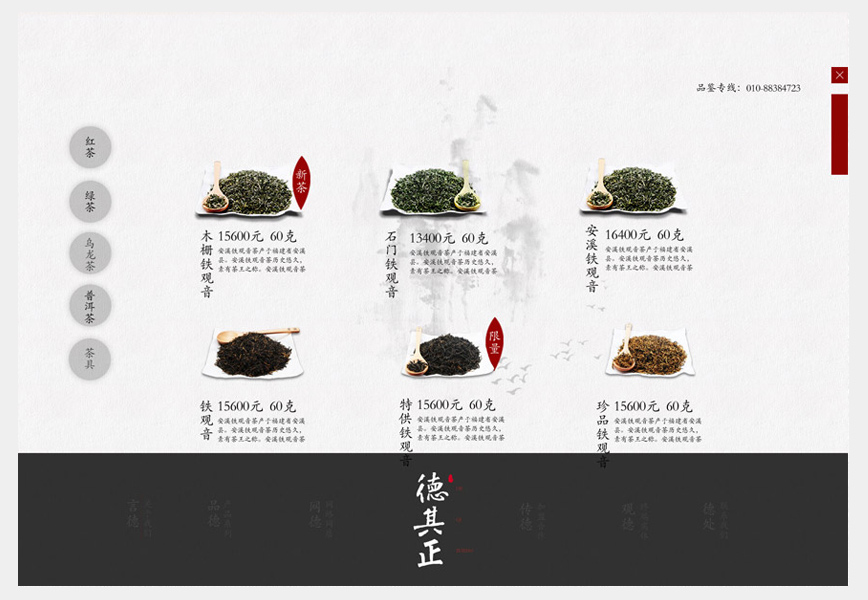 品鉴专线：010-88384723
红茶
绿茶
乌龙茶
普洱茶
茶具
新茶
木栅铁观音
15600元 60克
安溪铁观音茶产于福建省安溪
县。安溪铁观音茶历史悠久，
素有茶王之称。安溪铁观音茶
石门铁观音
13400元 60克
安溪铁观音茶产于福建省安溪
县。安溪铁观音茶历史悠久，
素有茶王之称。安溪铁观音茶
安溪铁观音
16400元 60克
安溪铁观音茶产于福建省安溪
县。安溪铁观音茶历史悠久，
素有茶王之称。安溪铁观音茶
铁观音
15600元 60克
安溪铁观音茶产于福建省安溪
县。安溪铁观音茶历史悠久，
素有茶王之称。安溪铁观音茶
限量
特供铁观音
15600元 60克
安溪铁观音茶产于福建省安溪
县。安溪铁观音茶历史悠久，
素有茶王之称。安溪铁观音茶
珍品铁观音
15600元 60克
安溪铁观音茶产于福建省安溪
县。安溪铁观音茶历史悠久，
素有茶王之称。安溪铁观音茶
言德
品德
德其正